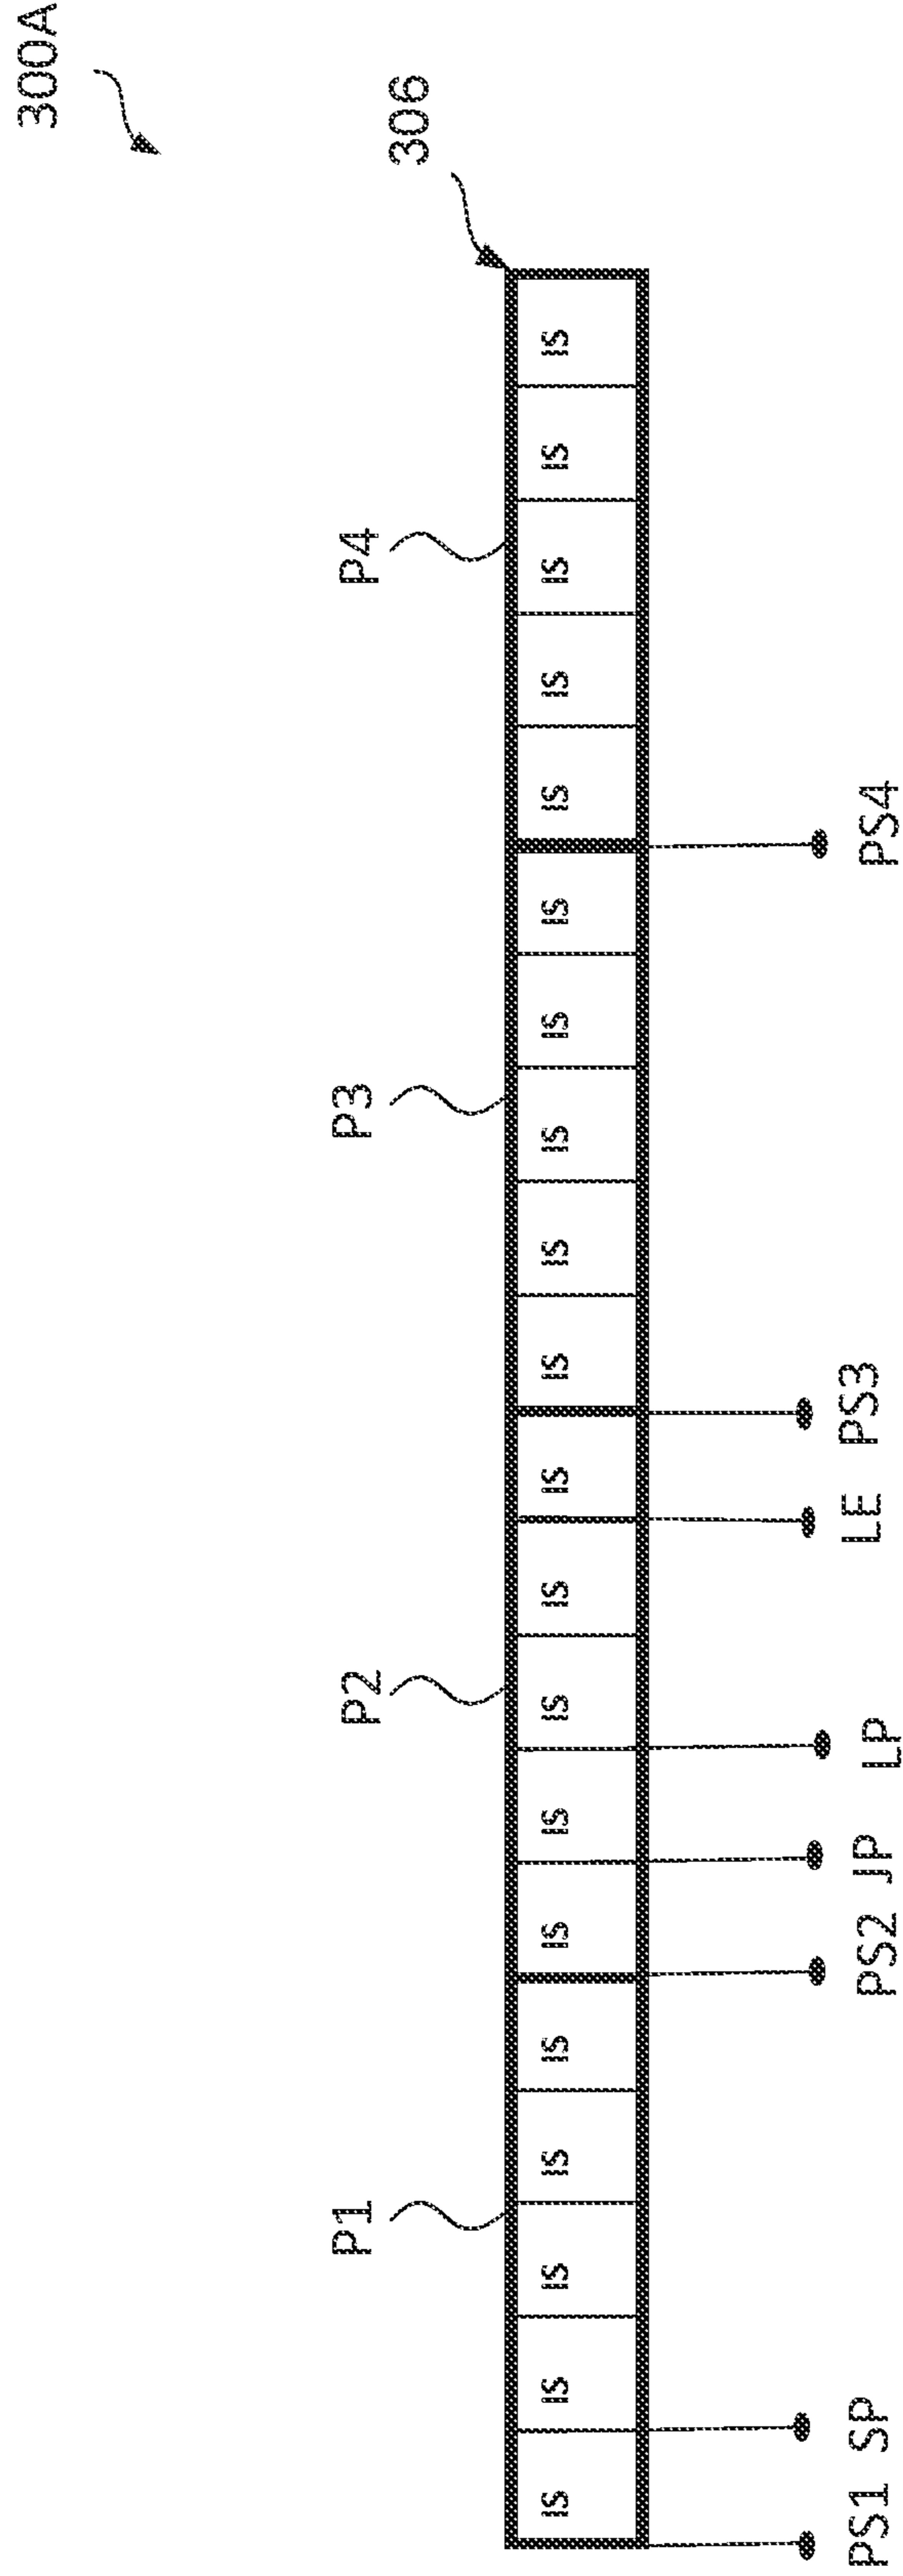 300A
306
P1
P2
P3
P4
IS IS IS IS IS IS IS IS IS IS IS IS IS IS IS IS IS IS IS IS
PS1
SP
PS2
JP
LP
LE
PS3
PS4